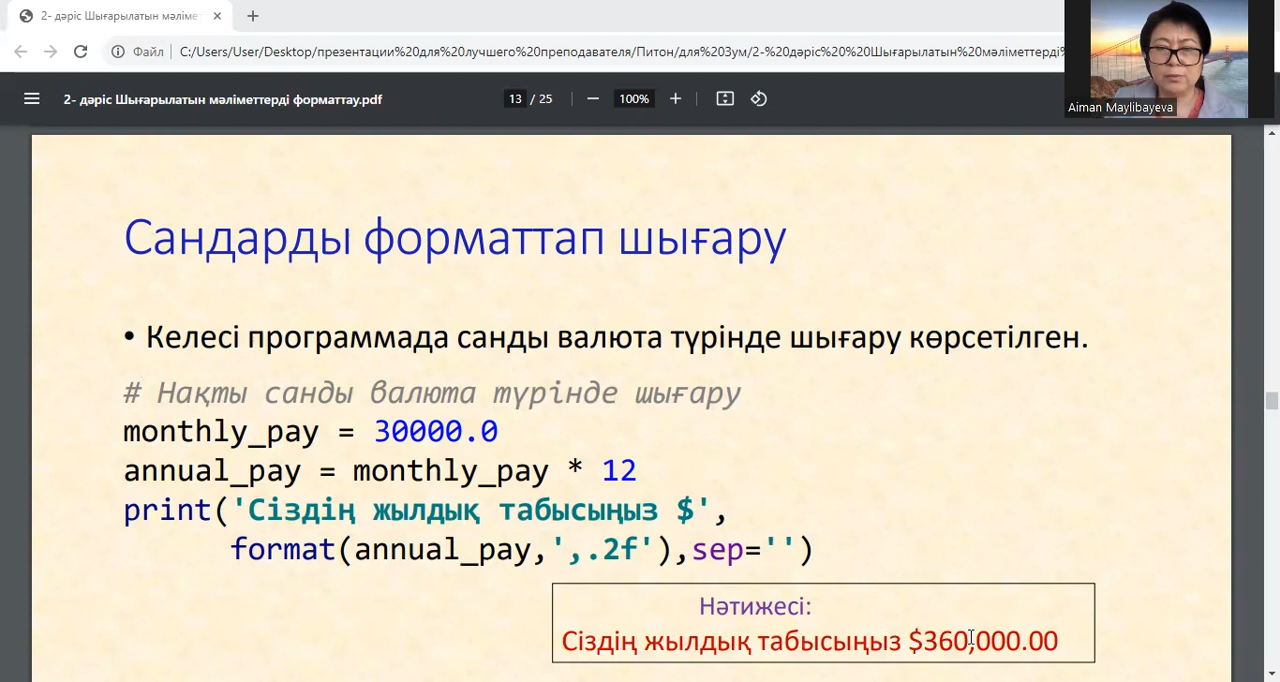 2- дәріс Шығарылатын мәліме
Файл
C:/Users/User/Desktop/презентации%20для%20лучшего%20преподавателя/Питон/для%20Зум/2-%20дәріс%20%20Шығарылатын%20мәліметтерді%
2- дәріс Шығарылатын мәліметтерді форматтау.pdf
13 / 25
100%
Aiman Maylibayeva
Сандарды форматтап шығару
• Келесі программада санды валюта түрінде шығару көрсетілген.
# Нақты санды валюта түрінде шығару
monthly_pay = 30000.0
annual_pay = monthly_pay * 12
print('Сіздің жылдық табысыңыз $',
format(annual_pay,',.2f'),sep='')
Нәтижесі:
Сіздің жылдық табысыңыз $360,000.00